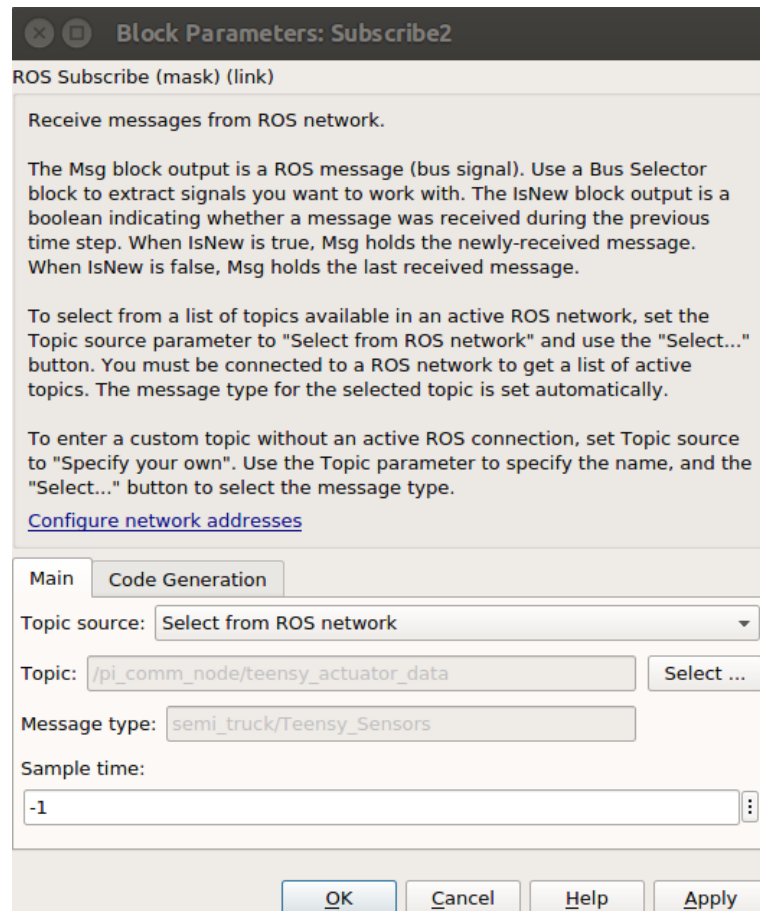 Block Parameters: Subscribe2
ROS Subscribe (mask) (link)
Receive messages from ROS network.
The Msg block output is a ROS message (bus signal). Use a Bus Selector
block to extract signals you want to work with. The IsNew block output is a
boolean indicating whether a message was received during the previous
time step. When IsNew is true, Msg holds the newly-received message.
When IsNew is false, Msg holds the last received message.
To select from a list of topics available in an active ROS network, set the
Topic source parameter to "Select from ROS network" and use the "Select..."
button. You must be connected to a ROS network to get a list of active
topics. The message type for the selected topic is set automatically.
To enter a custom topic without an active ROS connection, set Topic source
to "Specify your own". Use the Topic parameter to specify the name, and the
"Select..." button to select the message type.
Configure network addresses
Main Code Generation
Topic source: Select from ROS network
Topic: /pi_comm_node/teensy_actuator_data Select ...
Message type: semi_truck/Teensy_Sensors
Sample time:
-1
OK Cancel Help Apply